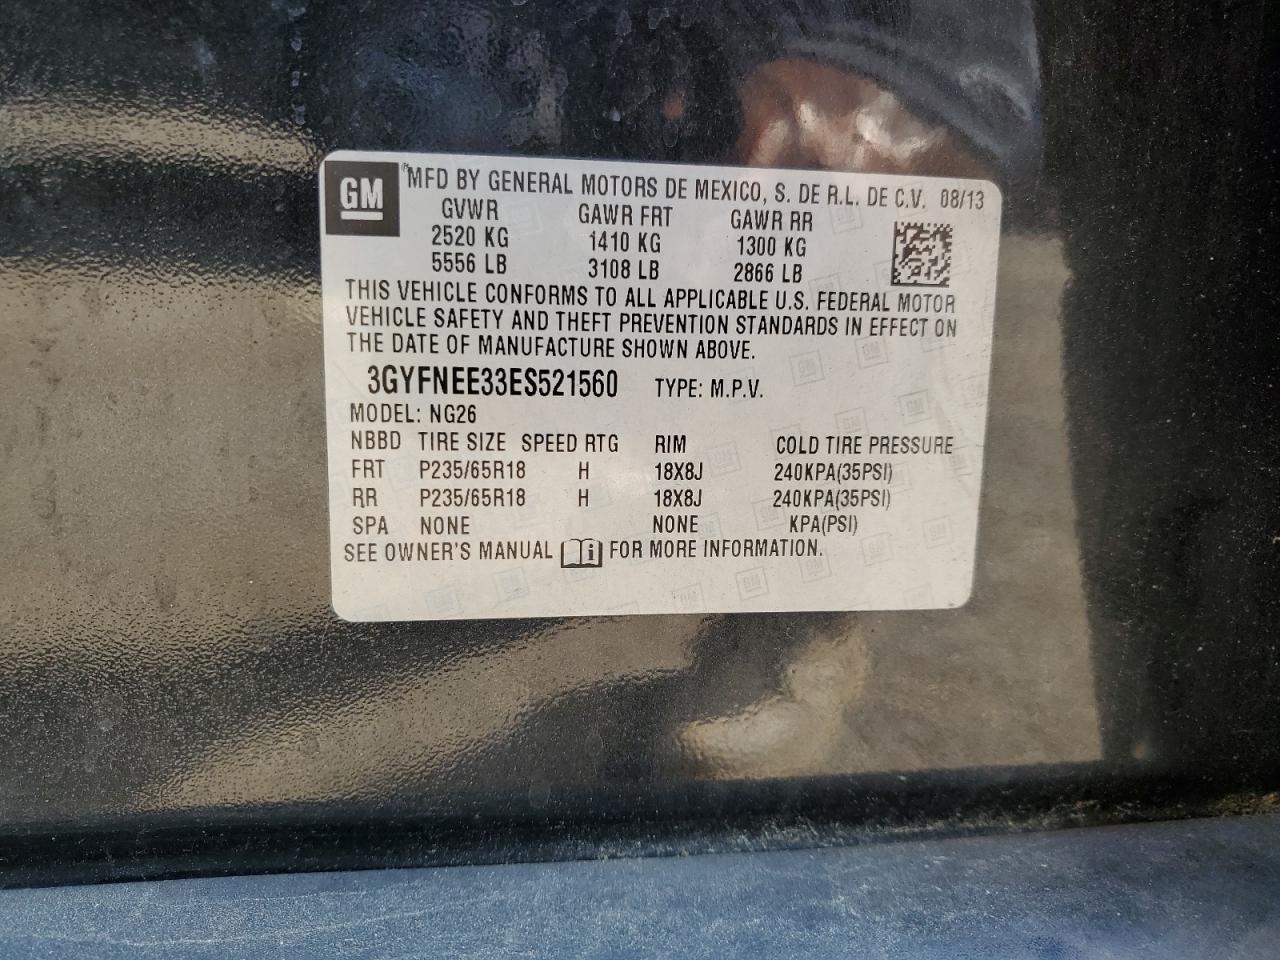 GM MFD BY GENERAL MOTORS DE MEXICO, S. DE R.L. DE C.V. 08/13
GVWR GAWR FRT GAWR RR
2520 KG 1410 KG 1300 KG
5556 LB 3108 LB 2866 LB
THIS VEHICLE CONFORMS TO ALL APPLICABLE U.S. FEDERAL MOTOR
VEHICLE SAFETY AND THEFT PREVENTION STANDARDS IN EFFECT ON
THE DATE OF MANUFACTURE SHOWN ABOVE.
3GYFNEE33ES521560 TYPE: M.P.V.
MODEL: NG26
NBBD TIRE SIZE SPEED RTG RIM COLD TIRE PRESSURE
FRT P235/65R18 H 18X8J 240KPA(35PSI)
RR P235/65R18 H 18X8J 240KPA(35PSI)
SPA NONE NONE KPA(PSI)
SEE OWNER'S MANUAL i FOR MORE INFORMATION.